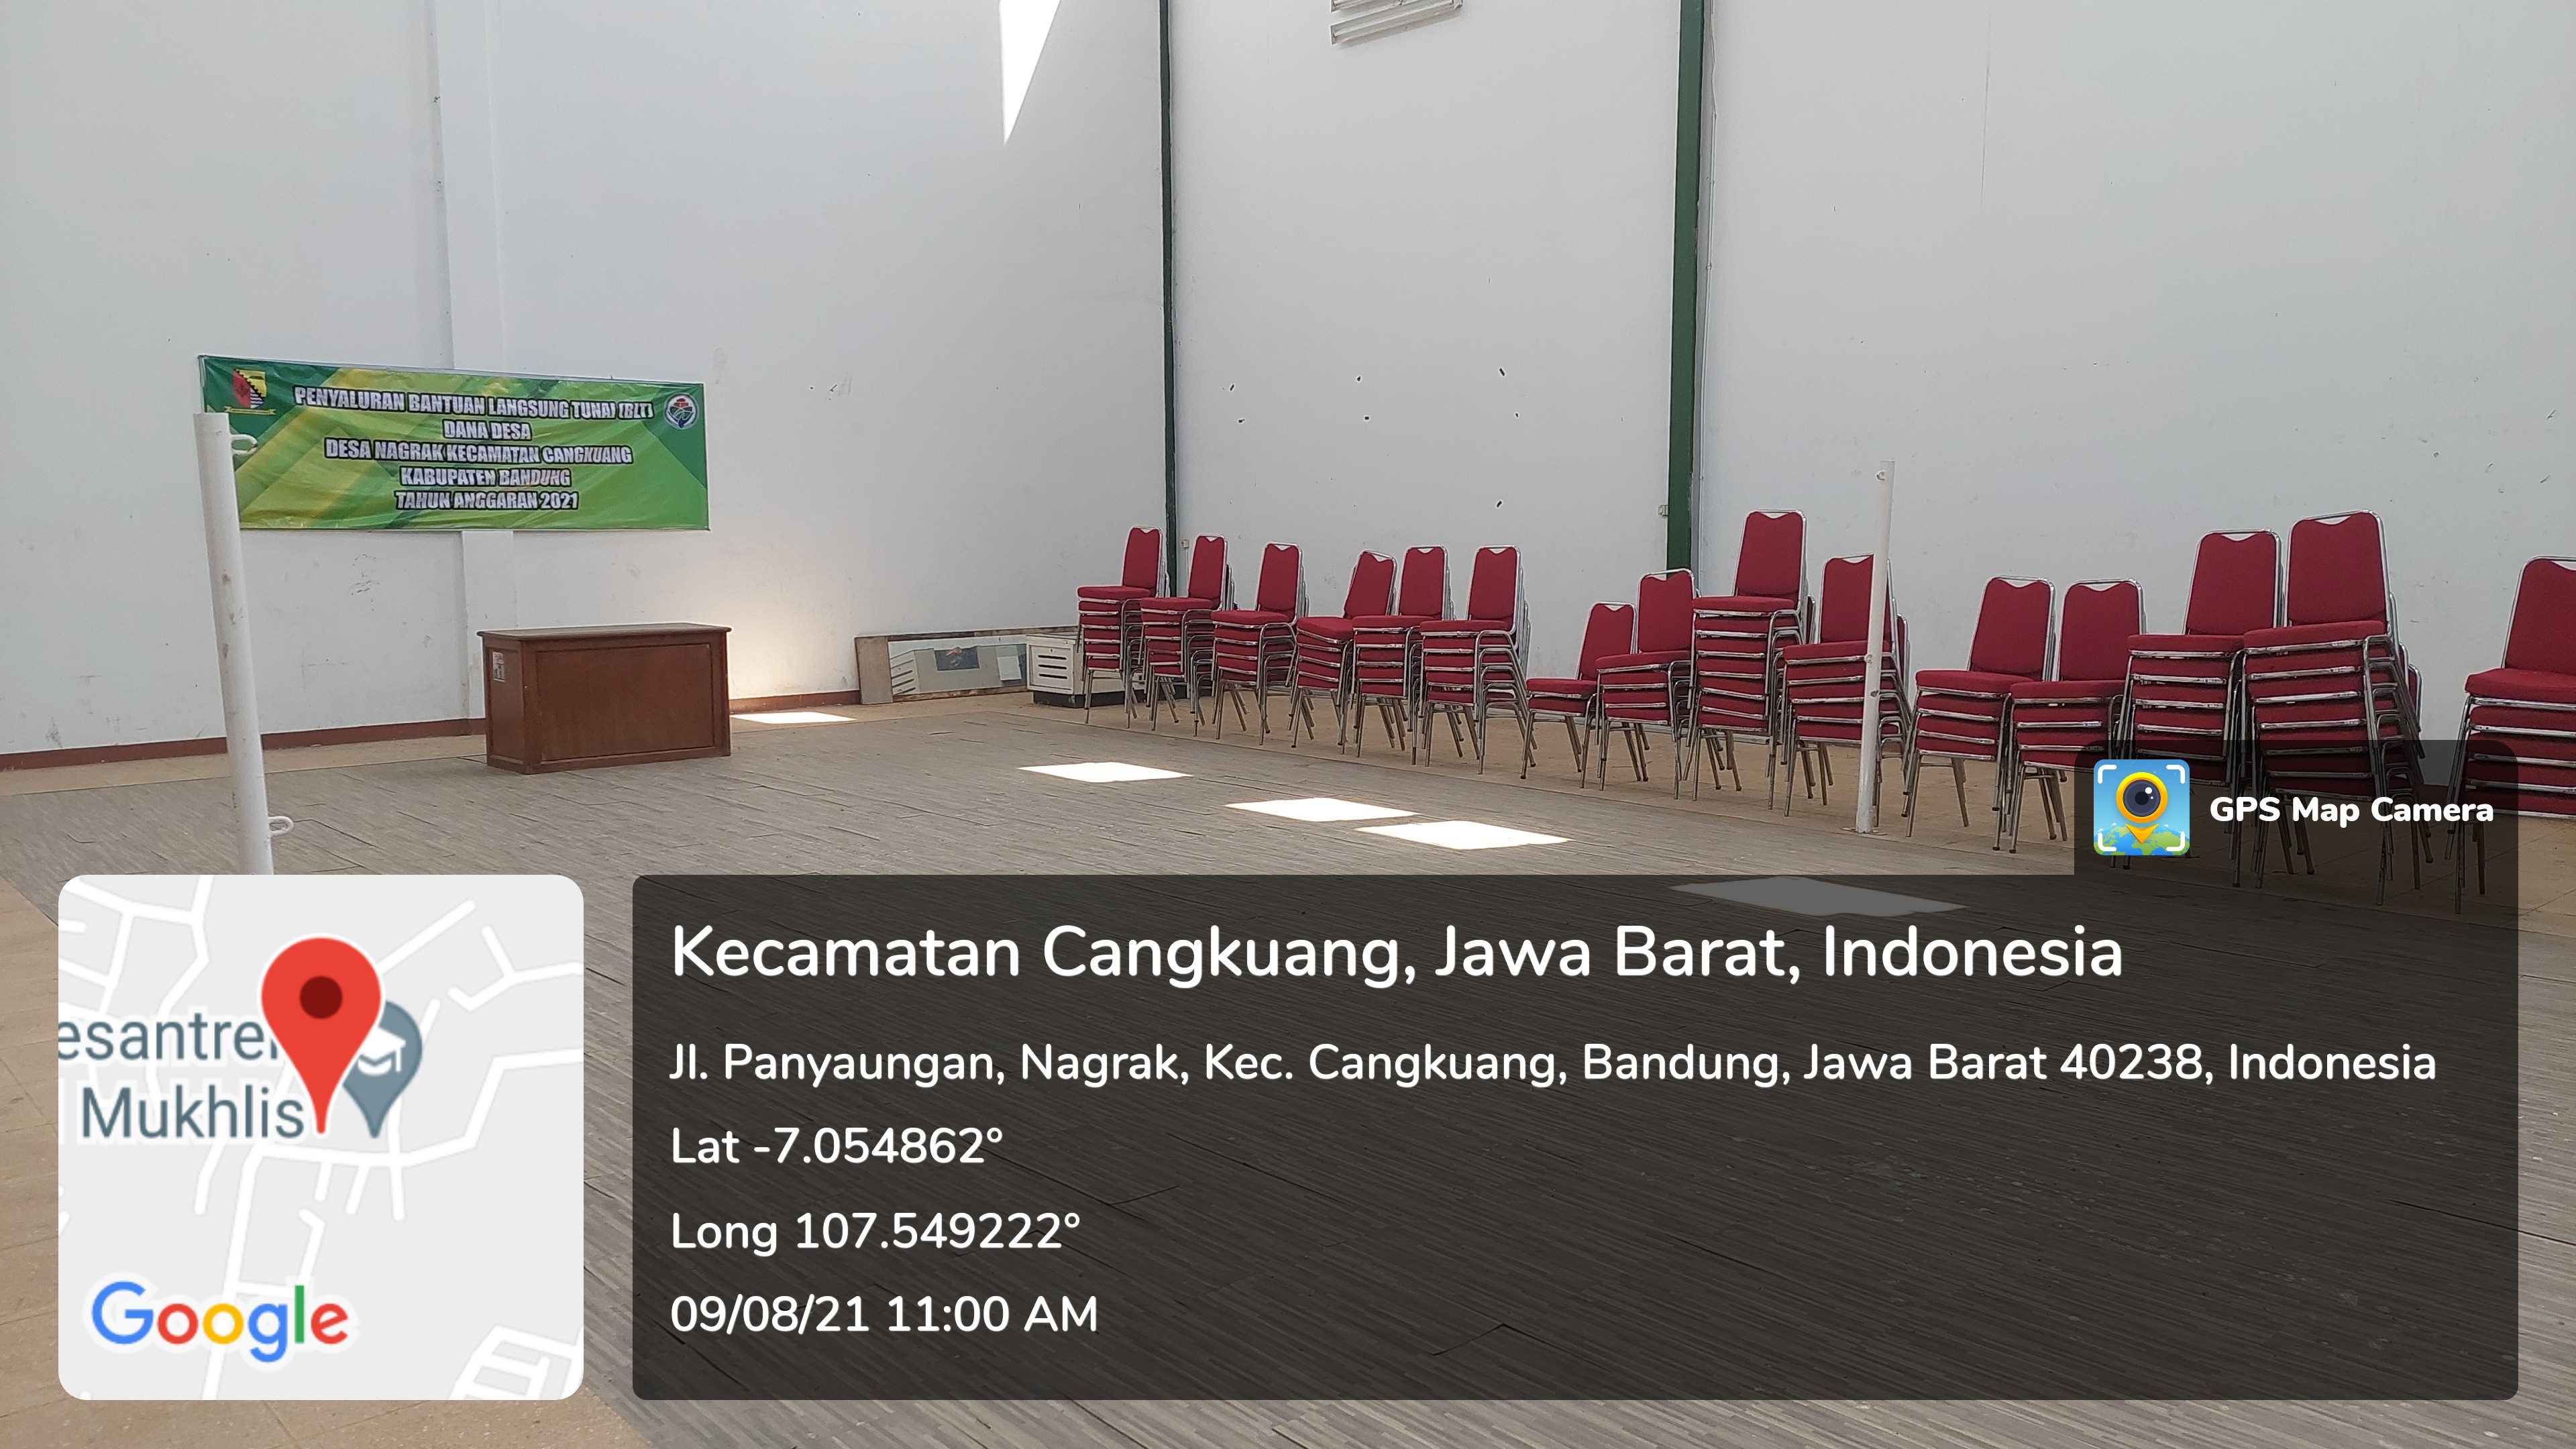 PENYALURAN BANTUAN LANGSUNG TUNAI (BLT)
DANA DESA
DESA NAGRAK KECAMATAN CANGKUANG
KABUPATEN BANDUNG
TAHUN ANGGARAN 2021
GPS Map Camera
Kecamatan Cangkuang, Jawa Barat, Indonesia
Jl. Panyaungan, Nagrak, Kec. Cangkuang, Bandung, Jawa Barat 40238, Indonesia
Lat -7.054862°
Long 107.549222°
09/08/21 11:00 AM
esantre
Mukhlis
Google